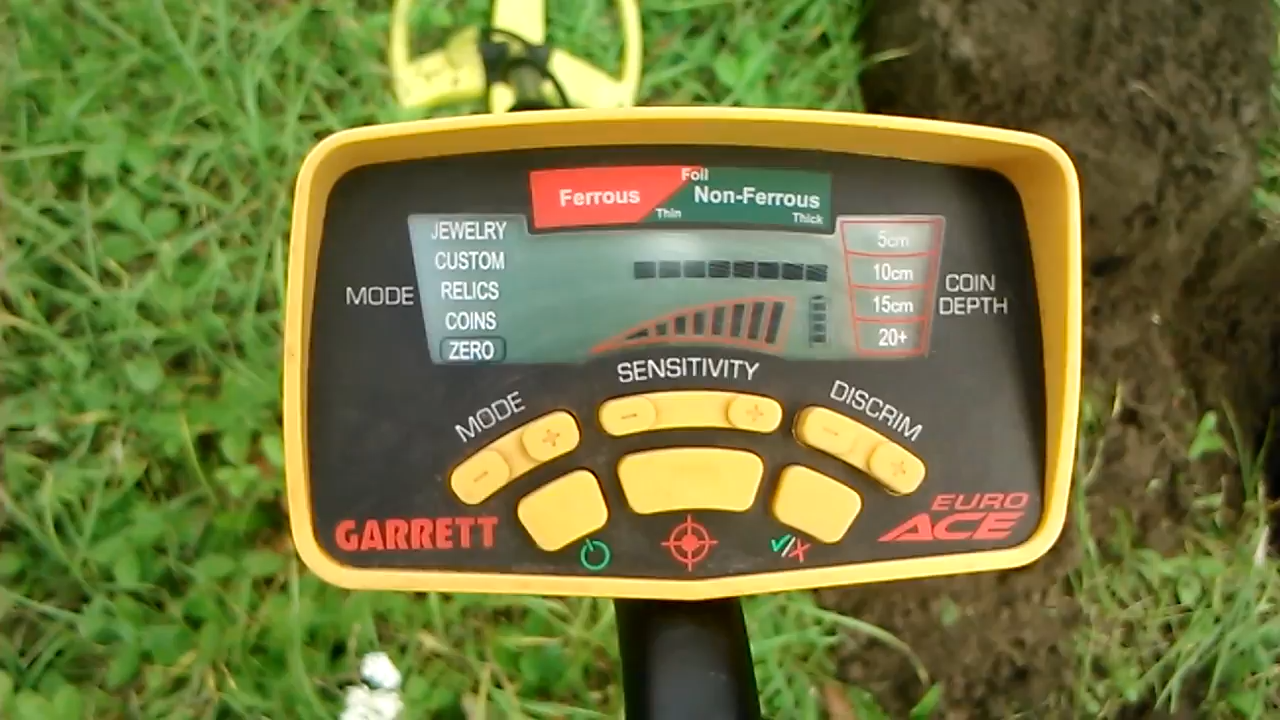 Ferrous
Foil
Non-Ferrous
Thin
Thick
MODE
JEWELRY
CUSTOM
RELICS
COINS
ZERO
5cm
10cm
15cm
20+
COIN
DEPTH
SENSITIVITY
MODE
DISCRIM
- +
- +
- +
GARRETT
EURO
ACE